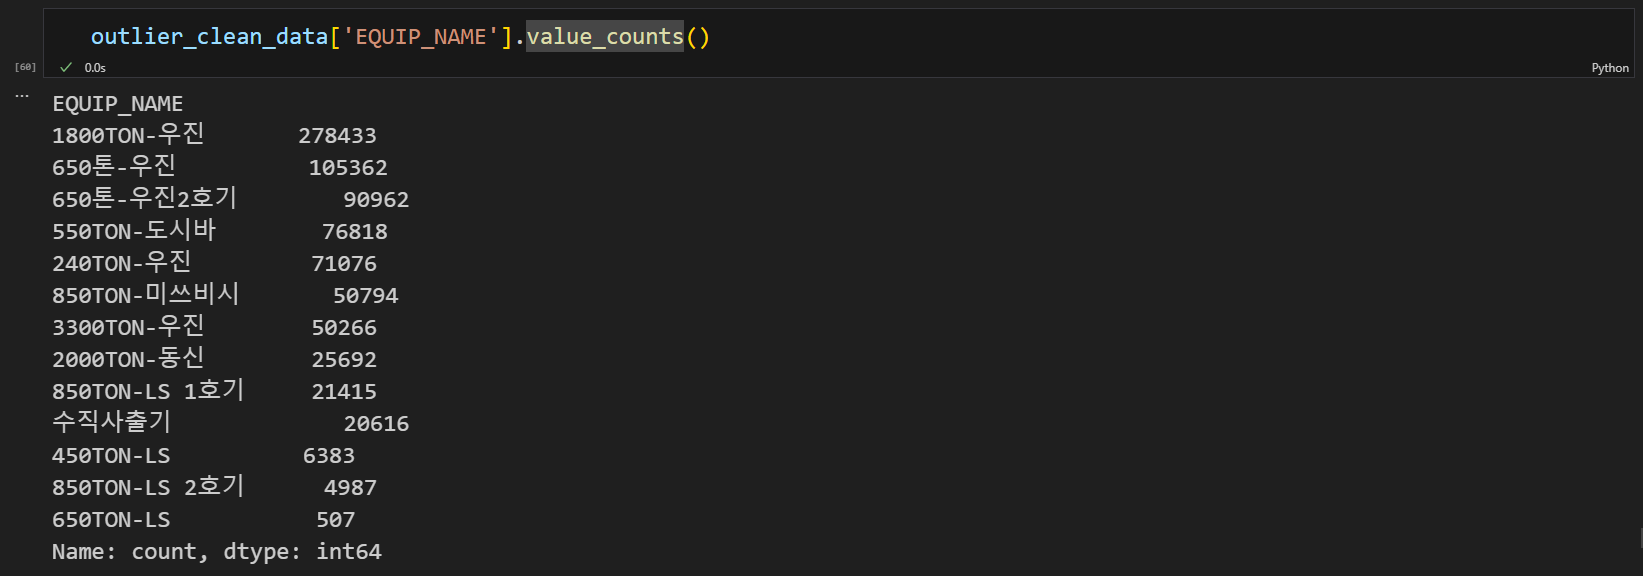 outlier_clean_data['EQUIP_NAME'].value_counts()
[60] 0.0s Python
... EQUIP_NAME
1800TON-우진 278433
650톤-우진 105362
650톤-우진2호기 90962
550TON-도시바 76818
240TON-우진 71076
850TON-미쓰비시 50794
3300TON-우진 50266
2000TON-동신 25692
850TON-LS 1호기 21415
수직사출기 20616
450TON-LS 6383
850TON-LS 2호기 4987
650TON-LS 507
Name: count, dtype: int64